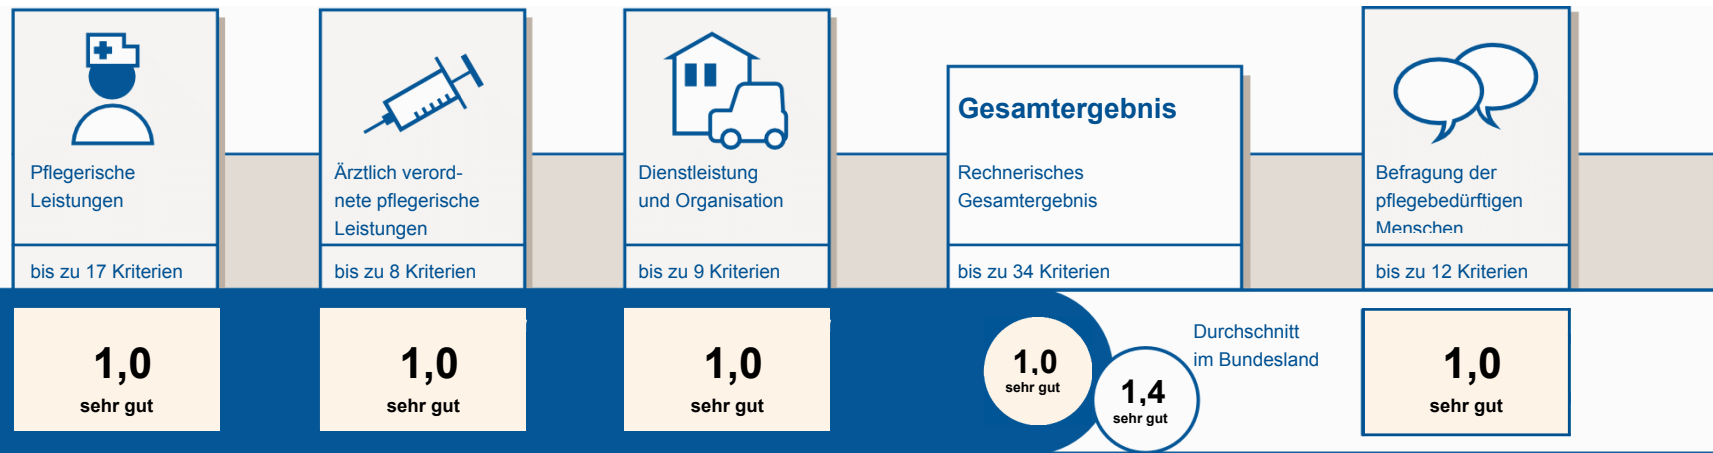 Pflegerische
Leistungen
bis zu 17 Kriterien
1,0
sehr gut
Ärztlich verord-
nete pflegerische
Leistungen
bis zu 8 Kriterien
1,0
sehr gut
Dienstleistung
und Organisation
bis zu 9 Kriterien
1,0
sehr gut
Gesamtergebnis
Rechnerisches
Gesamtergebnis
bis zu 34 Kriterien
1,0
sehr gut
1,4
sehr gut
Durchschnitt
im Bundesland
Befragung der
pflegebedürftigen
Menschen
bis zu 12 Kriterien
1,0
sehr gut